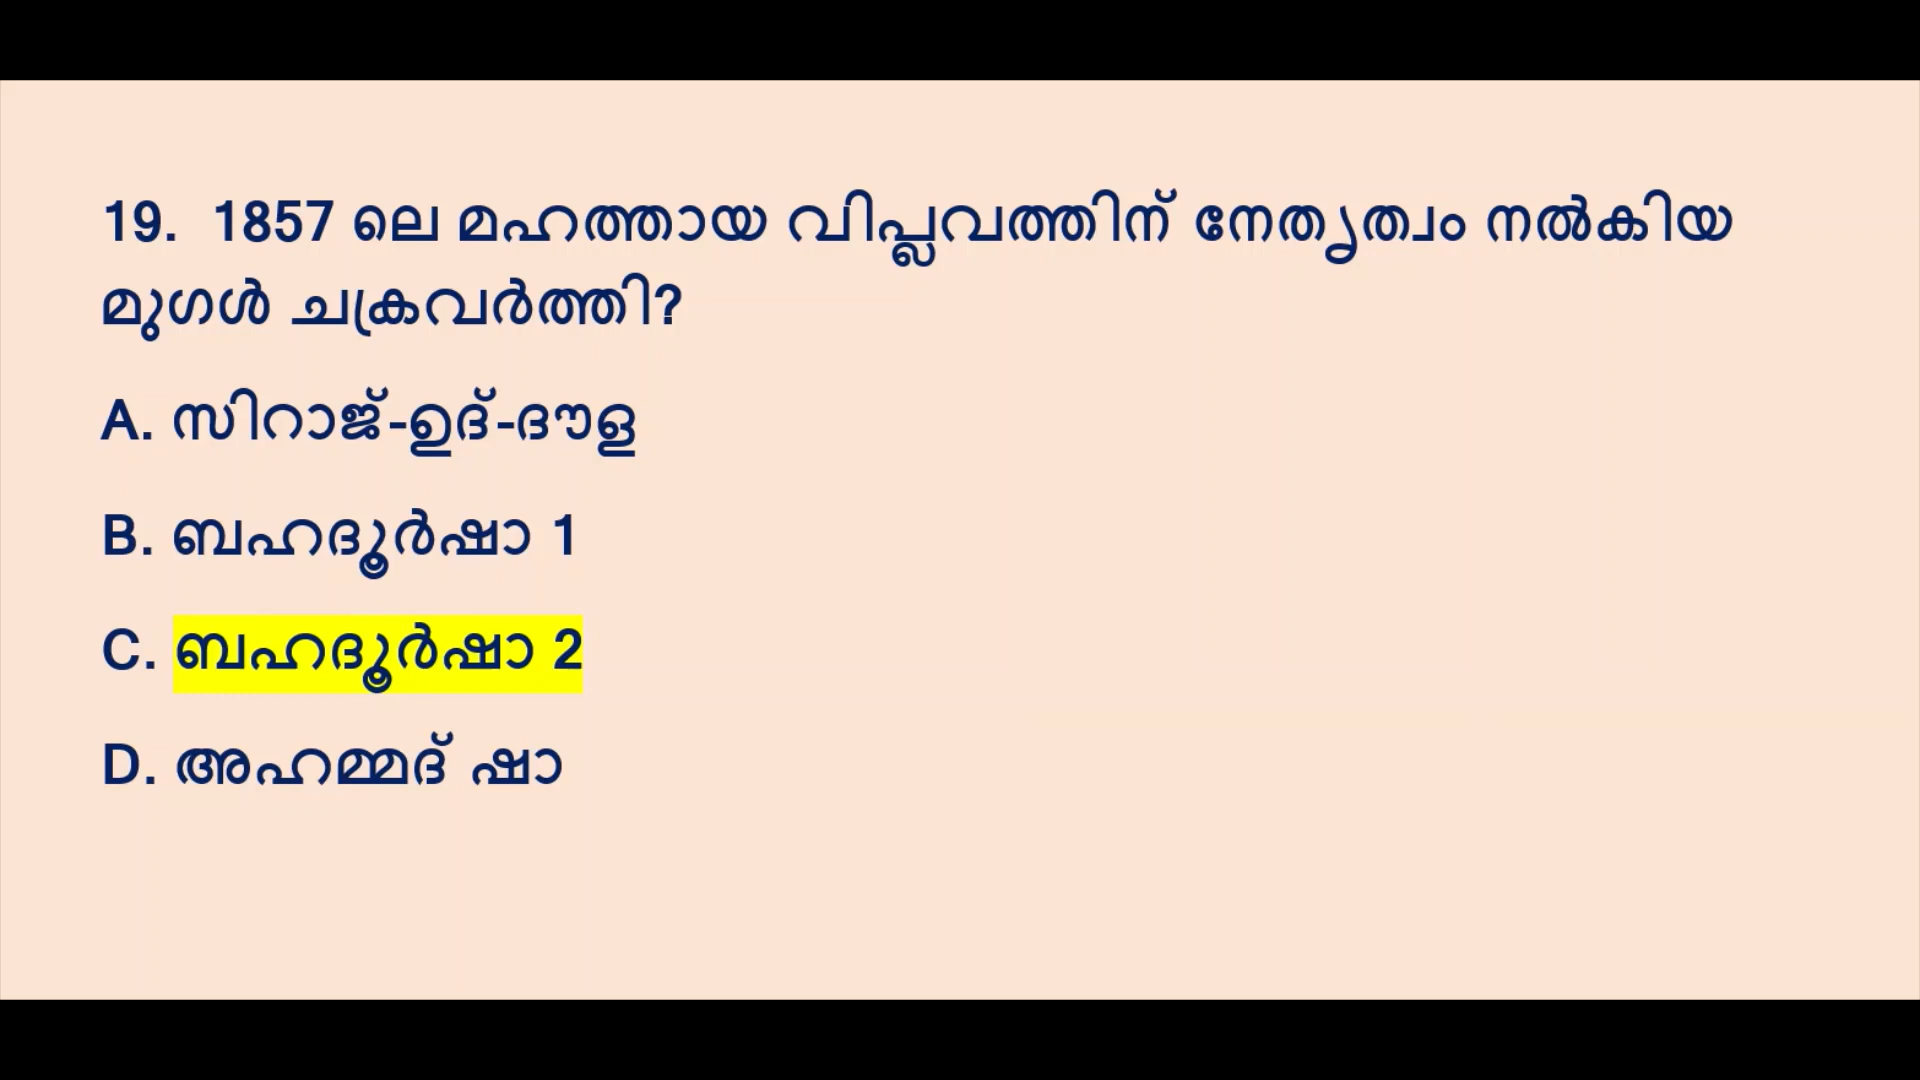 19. 1857 ലെ മഹത്തായ വിപ്ലവത്തിന് നേതൃത്വം നൽകിയ
മുഗൾ ചക്രവർത്തി?
A. സിറാജ്-ഉദ്-ദൗള
B. ബഹദൂർഷാ 1
C. ബഹദൂർഷാ 2
D. അഹമ്മദ് ഷാ